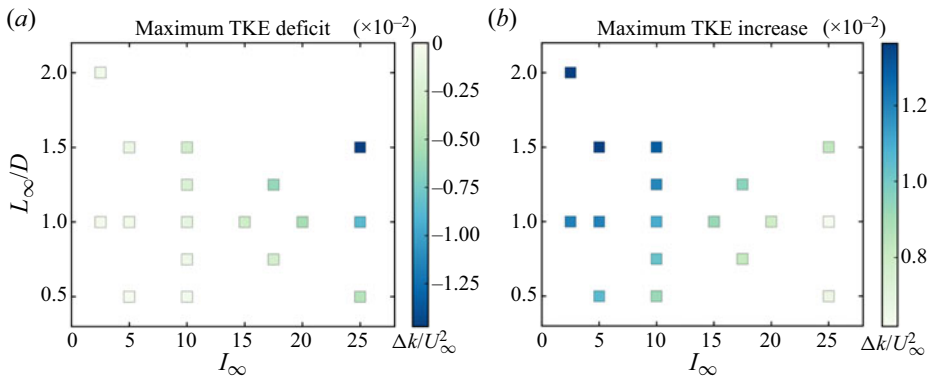 (a) Maximum TKE deficit (×10⁻²)
2.0
1.5
1.0
0.5
L∞/D
0 5 10 15 20 25
I∞
0
−0.25
−0.50
−0.75
−1.00
−1.25
Δk/U²∞
(b) Maximum TKE increase (×10⁻²)
2.0
1.5
1.0
0.5
0 5 10 15 20 25
I∞
1.2
1.0
0.8
Δk/U²∞